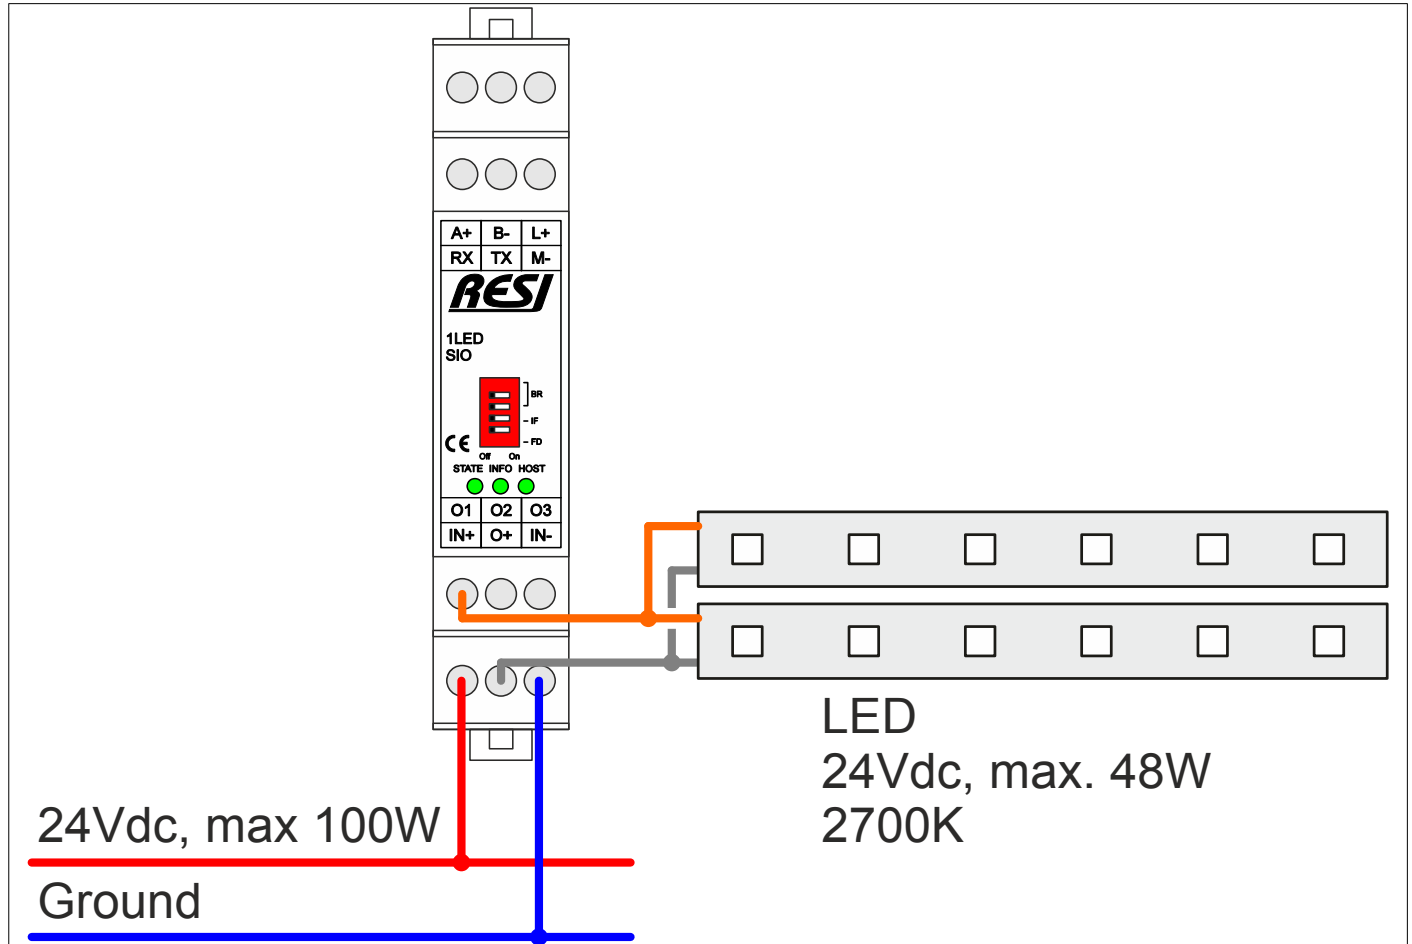 A+ B- L+
RX TX M-
RESI
1LED
SIO
BR
IF
FD
Off On
CE
STATE INFO HOST
O1 O2 O3
IN+ O+ IN-
LED
24Vdc, max. 48W
2700K
24Vdc, max 100W
Ground